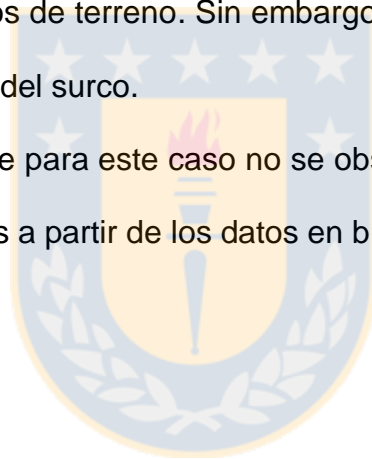 os de terreno. Sin embargo
del surco.
e para este caso no se obs
s a partir de los datos en b